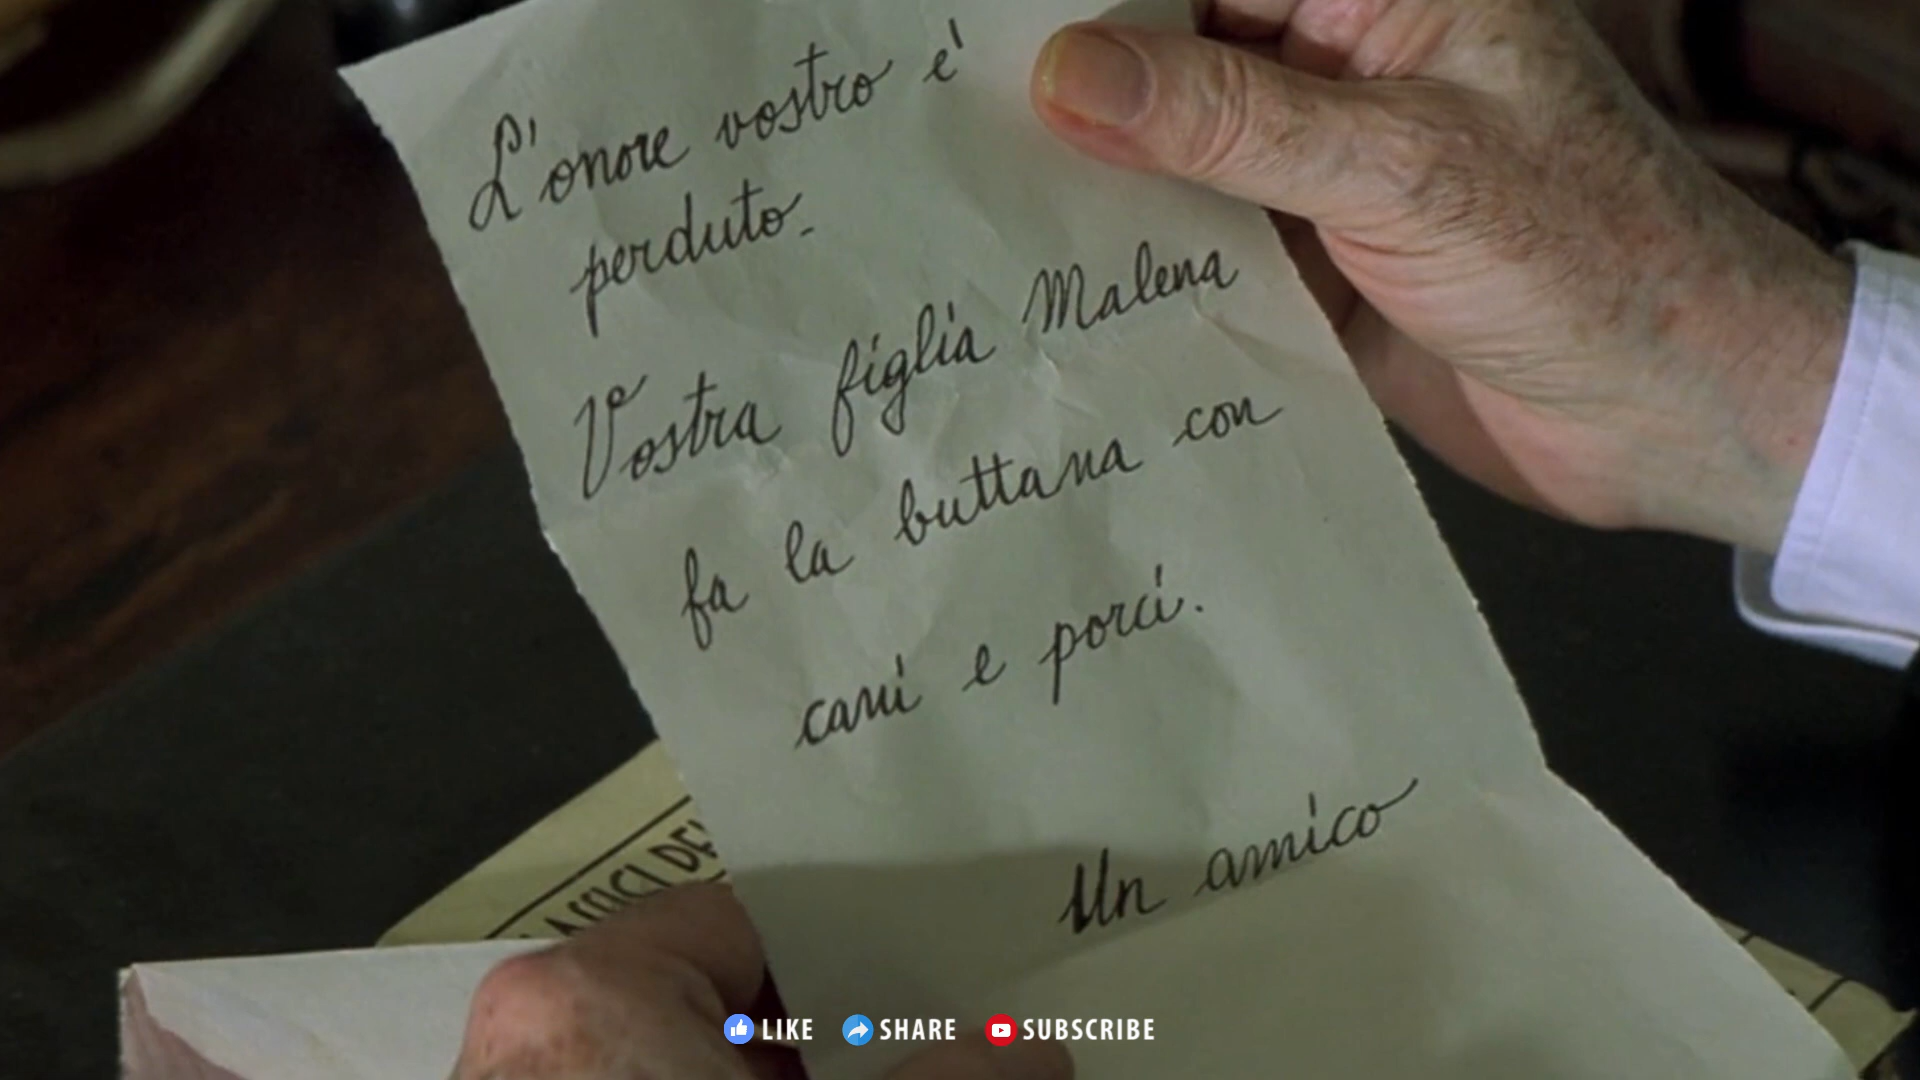 L'onore vostro e'
perduto.
Vostra figlia Malena
fa la buttana con
cani e porci.
Un amico
LIKE SHARE SUBSCRIBE